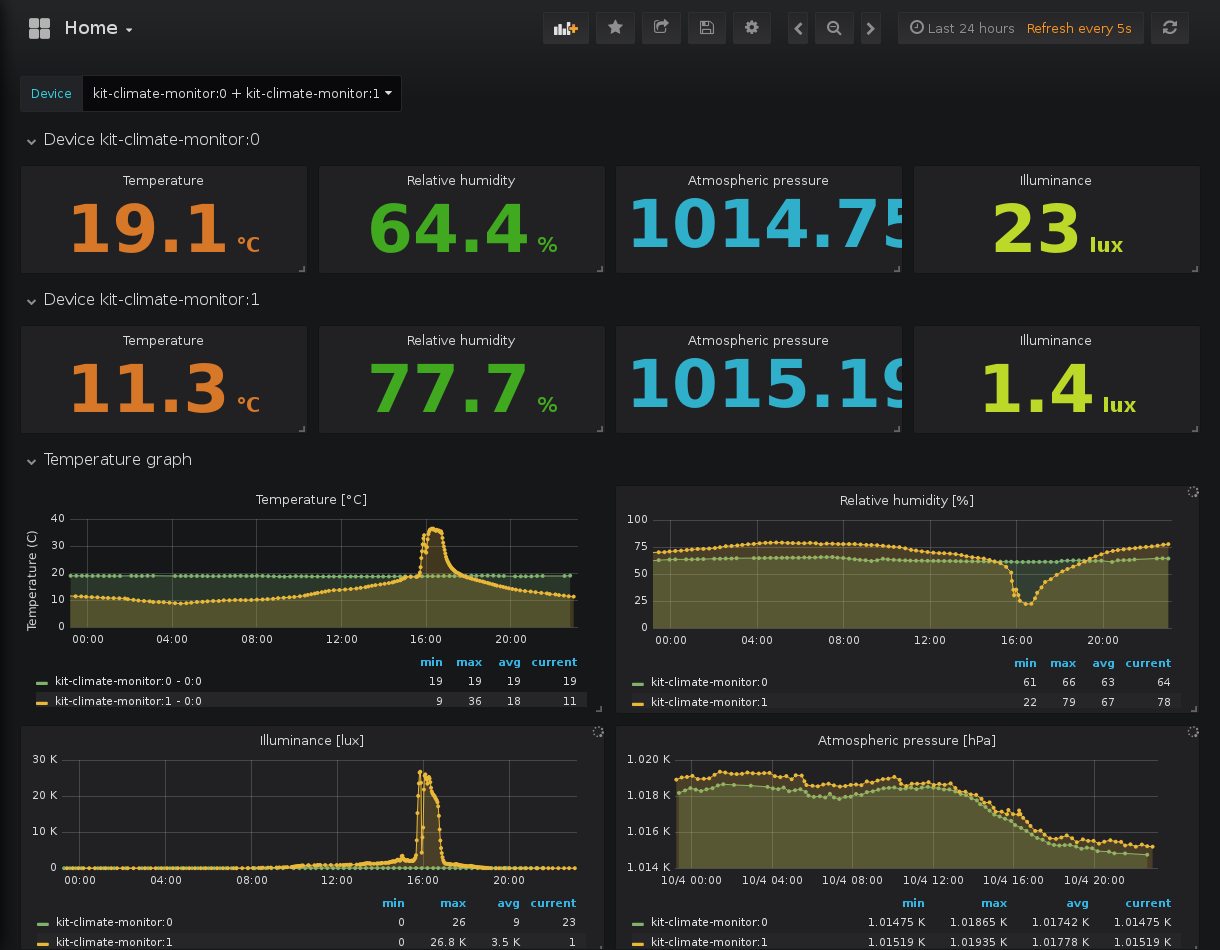 Home
Last 24 hours Refresh every 5s
Device kit-climate-monitor:0 + kit-climate-monitor:1
Device kit-climate-monitor:0
Temperature Relative humidity Atmospheric pressure Illuminance
19.1 °C 64.4 % 1014.75 23 lux
Device kit-climate-monitor:1
Temperature Relative humidity Atmospheric pressure Illuminance
11.3 °C 77.7 % 1015.19 1.4 lux
Temperature graph
Temperature [°C]
Temperature (C)
40
30
20
10
0
00:00 04:00 08:00 12:00 16:00 20:00
min max avg current
kit-climate-monitor:0 - 0:0 19 19 19 19
kit-climate-monitor:1 - 0:0 9 36 18 11
Relative humidity [%]
100
75
50
25
0
00:00 04:00 08:00 12:00 16:00 20:00
min max avg current
kit-climate-monitor:0 61 66 63 64
kit-climate-monitor:1 22 79 67 78
Illuminance [lux]
30 K
20 K
10 K
0
00:00 04:00 08:00 12:00 16:00 20:00
min max avg current
kit-climate-monitor:0 0 26 9 23
kit-climate-monitor:1 0 26.8 K 3.5 K 1
Atmospheric pressure [hPa]
1.020 K
1.018 K
1.016 K
1.014 K
10/4 00:00 10/4 04:00 10/4 08:00 10/4 12:00 10/4 16:00 10/4 20:00
min max avg current
kit-climate-monitor:0 1.01475 K 1.01865 K 1.01742 K 1.01475 K
kit-climate-monitor:1 1.01519 K 1.01935 K 1.01778 K 1.01519 K